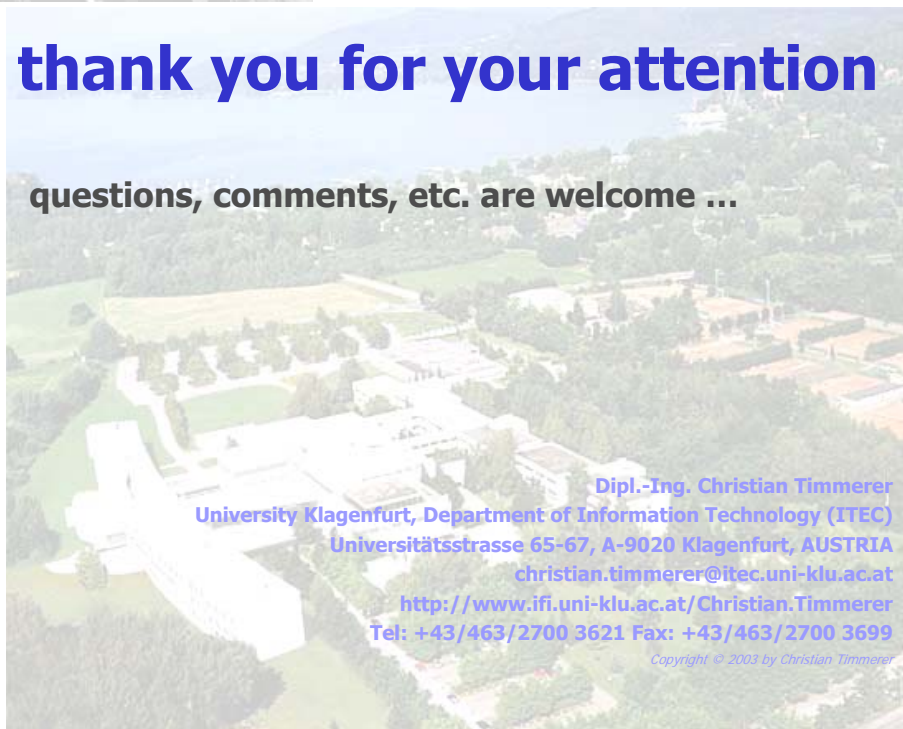 thank you for your attention
questions, comments, etc. are welcome ...
Dipl.-Ing. Christian Timmerer
University Klagenfurt, Department of Information Technology (ITEC)
Universitätsstrasse 65-67, A-9020 Klagenfurt, AUSTRIA
christian.timmerer@itec.uni-klu.ac.at
http://www.ifi.uni-klu.ac.at/Christian.Timmerer
Tel: +43/463/2700 3621 Fax: +43/463/2700 3699
Copyright © 2003 by Christian Timmerer